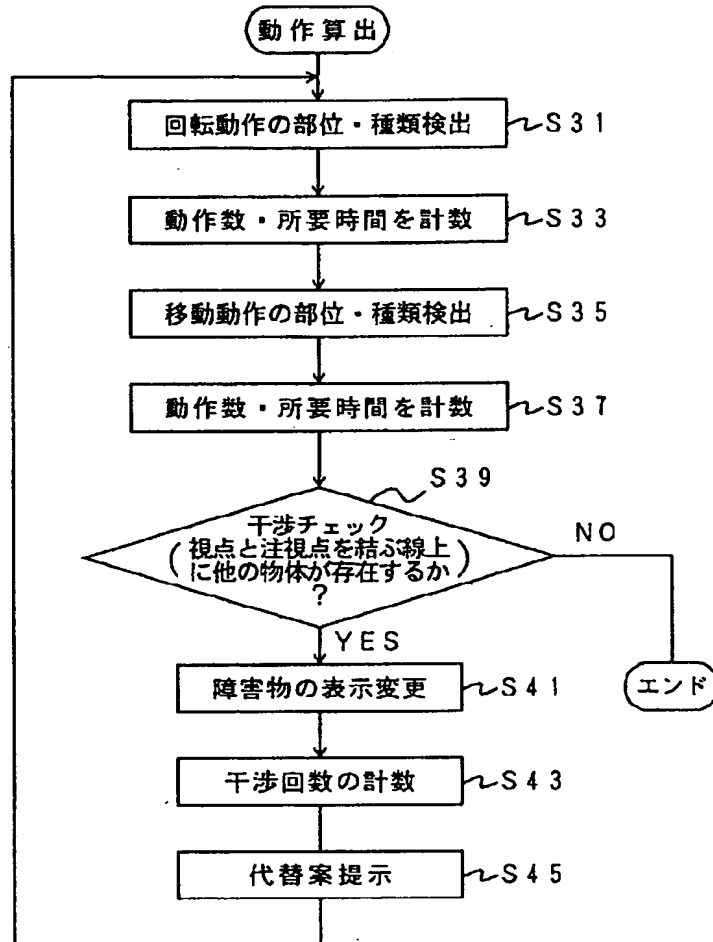 動作算出
回転動作の部位・種類検出
S31
動作数・所要時間を計数
S33
移動動作の部位・種類検出
S35
動作数・所要時間を計数
S37
S39
干渉チェック
(視点と注視点を結ぶ線上
に他の物体が存在するか)
?
NO
YES
障害物の表示変更
S41
エンド
干渉回数の計数
S43
代替案提示
S45